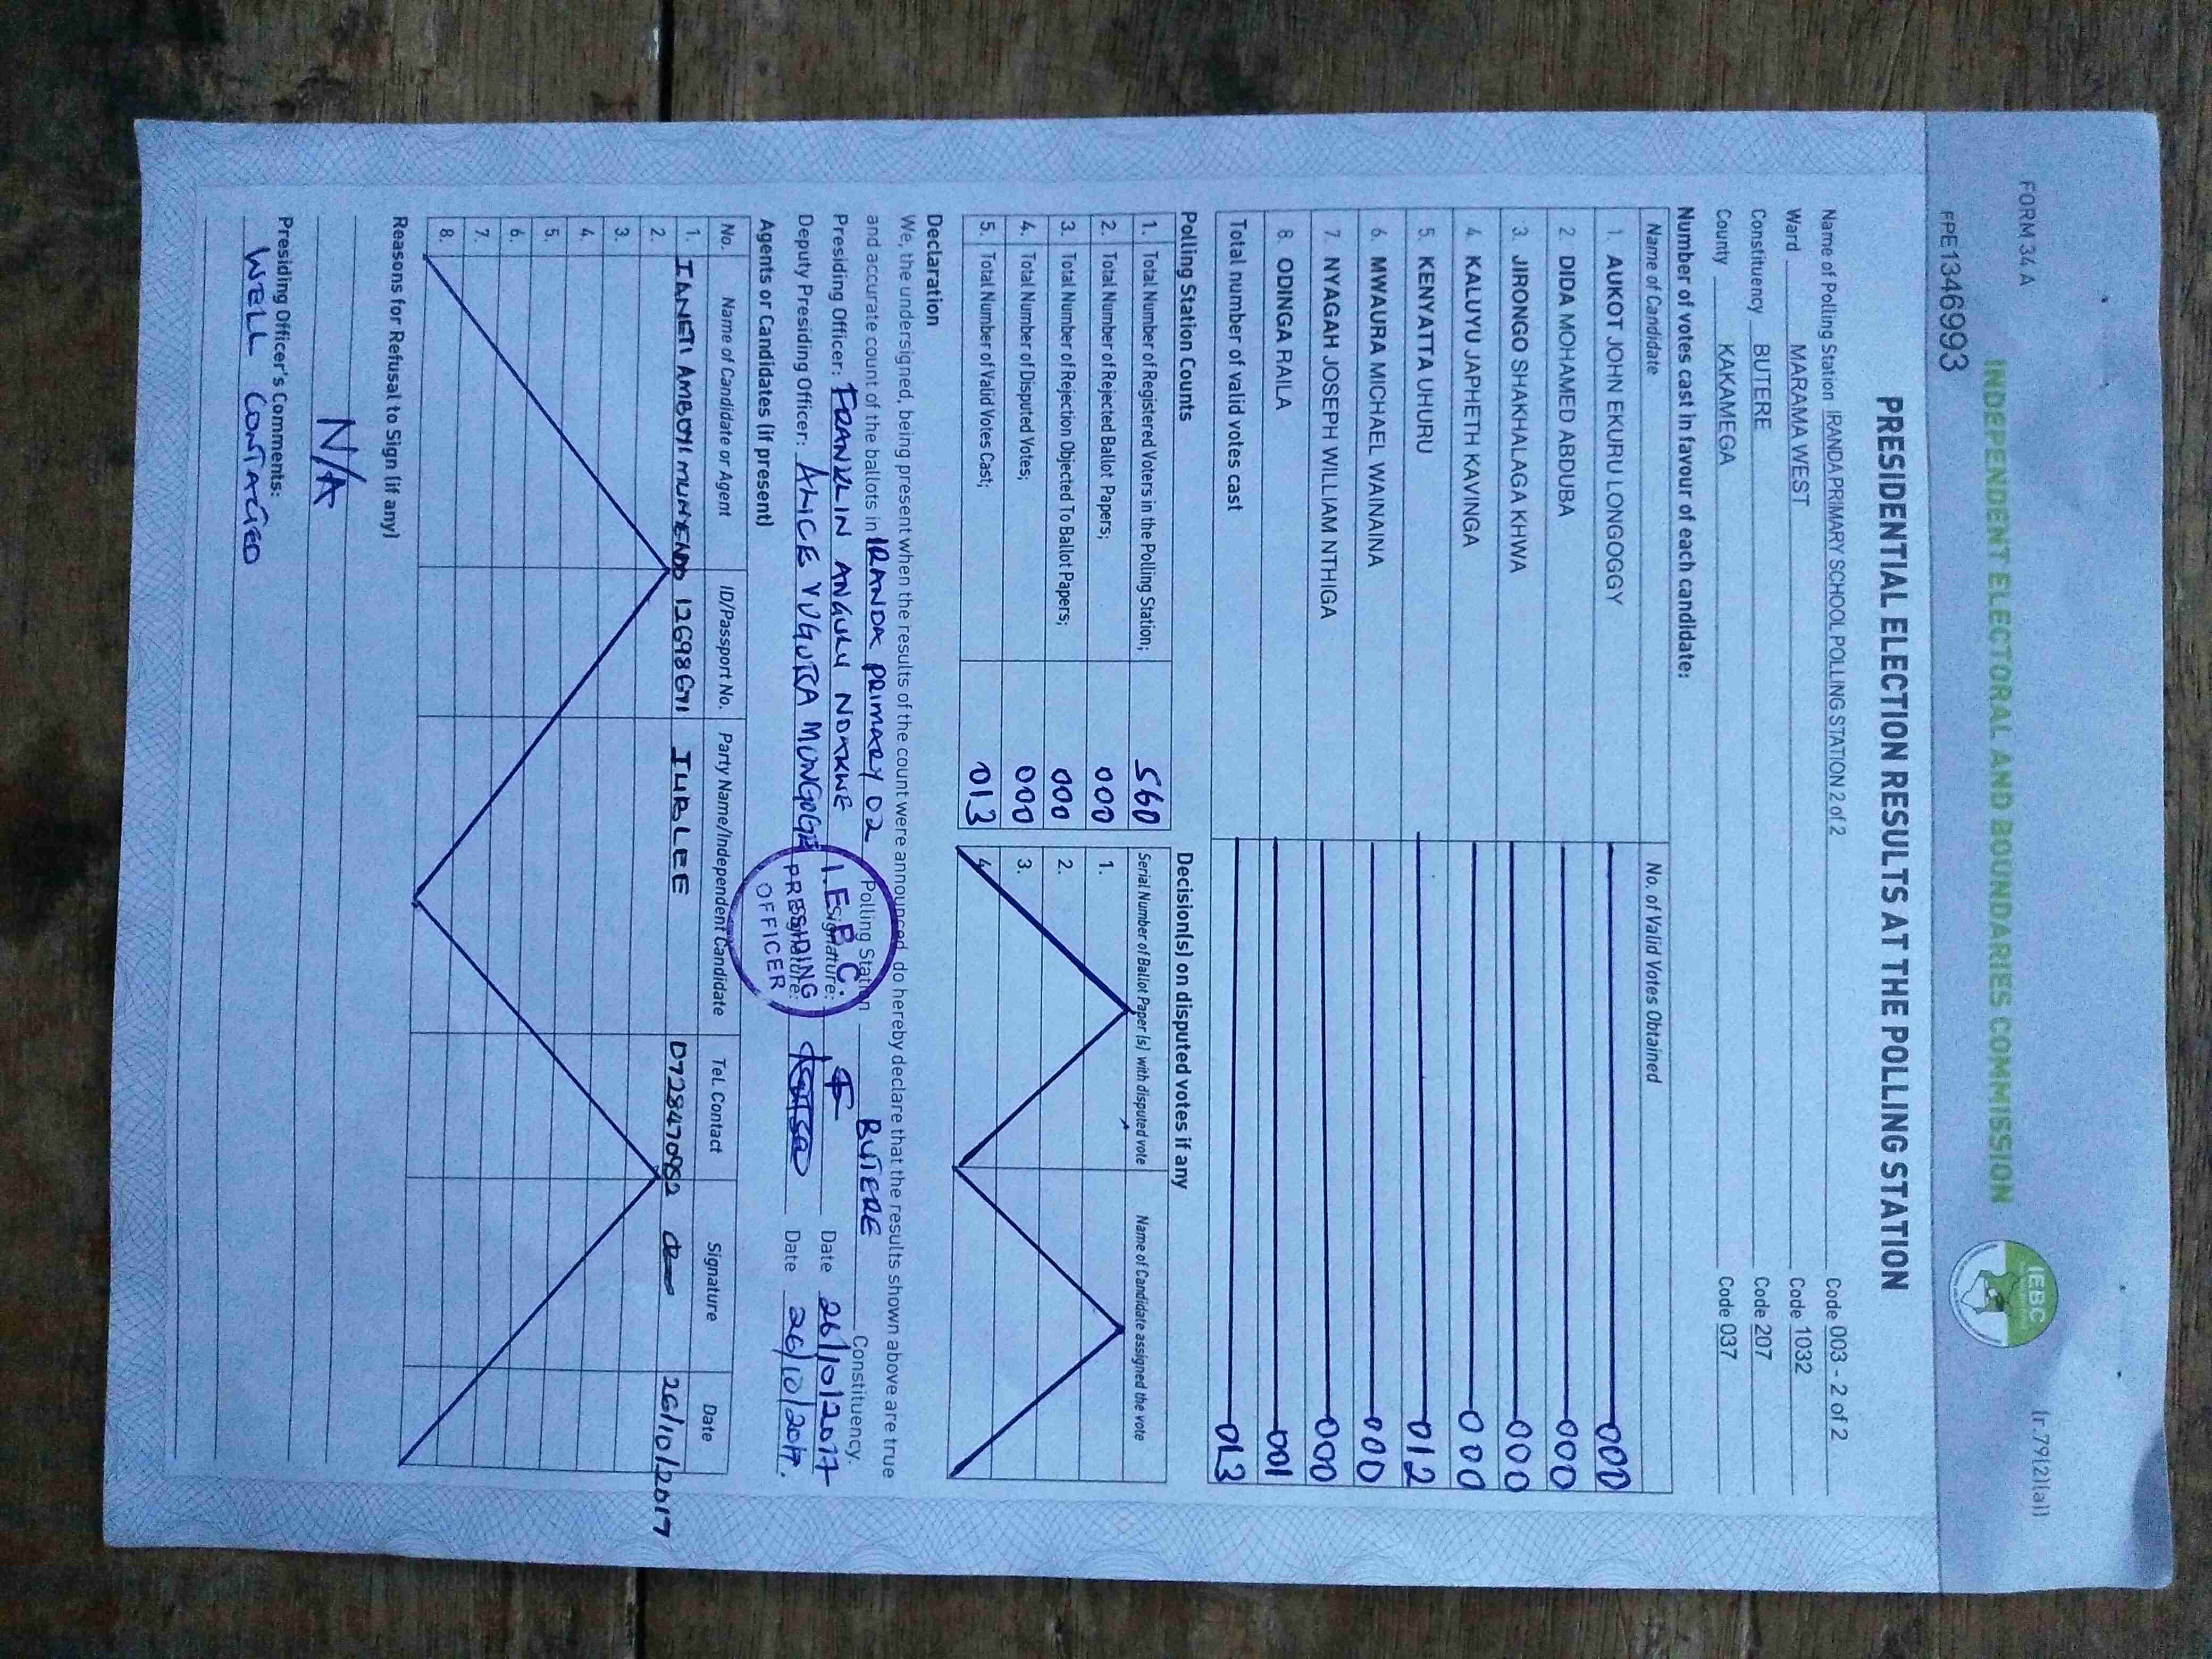 FORM 34 A
(r.79(2)(a))
INDEPENDENT ELECTORAL AND BOUNDARIES COMMISSION
IEBC
FPE1346993
PRESIDENTIAL ELECTION RESULTS AT THE POLLING STATION
Name of Polling Station IRANDA PRIMARY SCHOOL POLLING STATION 2 of 2 Code 003 - 2 of 2
Ward MARAMA WEST Code 1032
Constituency BUTERE Code 207
County KAKAMEGA Code 037
Number of votes cast in favour of each candidate:
Name of Candidate No. of Valid Votes Obtained
1. AUKOT JOHN EKURU LONGOGGY 000
2. DIDA MOHAMED ABDUBA 000
3. JIRONGO SHAKHALAGA KHWA 000
4. KALUYU JAPHETH KAVINGA 000
5. KENYATTA UHURU 012
6. MWAURA MICHAEL WAINAINA 000
7. NYAGAH JOSEPH WILLIAM NTHIGA 000
8. ODINGA RAILA 001
Total number of valid votes cast 013
Polling Station Counts
1. Total Number of Registered Voters in the Polling Station; 560
2. Total Number of Rejected Ballot Papers; 000
3. Total Number of Rejection Objected To Ballot Papers; 000
4. Total Number of Disputed Votes; 000
5. Total Number of Valid Votes Cast; 013
Decision(s) on disputed votes if any
Serial Number of Ballot Paper (s) with disputed vote Name of Candidate assigned the vote
1.
2.
3.
4.
Declaration
We, the undersigned, being present when the results of the count were announced, do hereby declare that the results shown above are true
and accurate count of the ballots in IRANDA PRIMARY 02 Polling Station BUTERE Constituency.
Presiding Officer: FRANKLIN ANGULU NDAKWE Signature: Date 26/10/2017
Deputy Presiding Officer: ALICE Signature: Date 26/10/2017.
I.E.B.C.
PRESIDING
OFFICER
Agents or Candidates (if present)
No. Name of Candidate or Agent ID/Passport No. Party Name/Independent Candidate Tel. Contact Signature Date
1. 12698671 JUBLEE 0728470952 26/10/2017
2.
3.
4.
5.
6.
7.
8.
Reasons for Refusal to Sign (if any)
N/A
Presiding Officer's Comments:
WELL